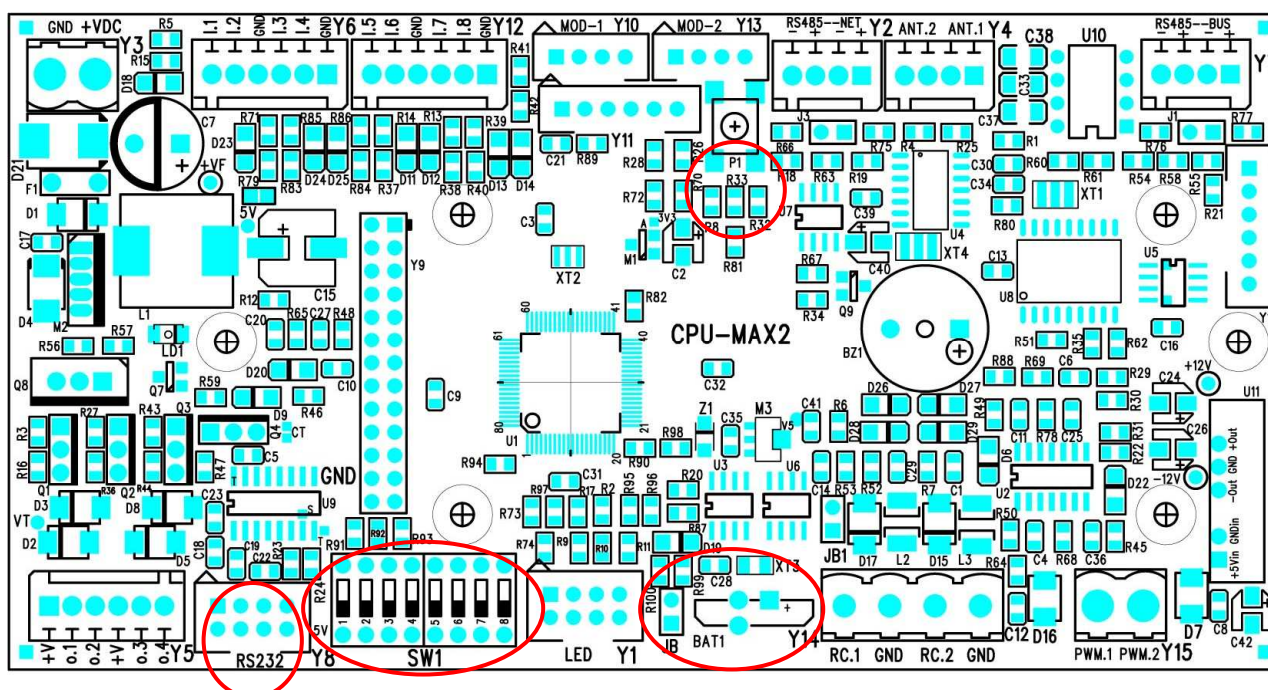 GND +VDC Y3
R5
R15
D18
I.1 I.2 GND I.3 I.4 GND Y6
I.5 I.6 GND I.7 I.8 GND Y12
R41
R42
MOD-1 Y10
MOD-2 Y13
RS485--NET Y2
- + - +
ANT.2 ANT.1 Y4
C38
C33
C37
U10
RS485--BUS
- + - +
Y
C7
+
+VF
D21
F1
D1
C17
D4
M2
L1
5V
R71 R85 R86 R14 R13 R39
D23
R79 R83 D24 D25 R84 R37 D11 D12 R38 R40 D13 D14
Y11
C21 R89
R28 R26
R72 R70
P1
R33
R8 R32
R81
3V3
A
M1
C2
+
J3
R66 R75 R4 R25
R18 R63 R19
U7
C39
C40
U4
XT4
R67
R34
Q9
R1
C30
C34
R80
R60 R61
XT1
J1
R76 R77
R54 R58 R55
R21
U5
C13
U8
C16
Y
C15
+
R12
C20 R65 C27 R48
Y9
C3
XT2
R82
60 41
61 40
80 21
1 20
U1
CPU-MAX2
BZ1
R51 R35 R62
R56 R57
LD1
Q7
Q8
D20
C10
R59
D9
R46
C9
C32
R88 R69 C6 R29
R30
+12V
C24
+
C26
+
-12V
U11
+Out
GND
-Out
GNDin
+5Vin
R3 R27 R43 Q3
Q4
CT
C5
R16
R47
Q1 Q2
GND
R94
C31
R90 R98
Z1
C35
M3
V5
C41 R6
D26 D27
D28 D29
R49 C11 R78 C25
R31
R22
D6
D22
D3 R36 R44
D8
VT
D2 D5
C23
C18
T
S
U9
C19 C22 R23
R91 R92 R93
R73 R97 R17 R2 R95 R96
R74 R9 R10 R11
R20
R87
D19
U3 U6
C14 R53 R52 C29 R7 C1
U2
R50
JB1
D17 L2 D15 L3 R64
C4 R68 C36 R45
R24
5V
1 2 3 4 5 6 7 8
SW1
R100 R99
C28
XT3
JB
BAT1
+
Y14
C12 D16
D7
C8
C42
+
+V o.1 o.2 +V o.3 o.4 Y5
RS232 Y8
LED Y1
RC.1 GND RC.2 GND
PWM.1 PWM.2 Y15